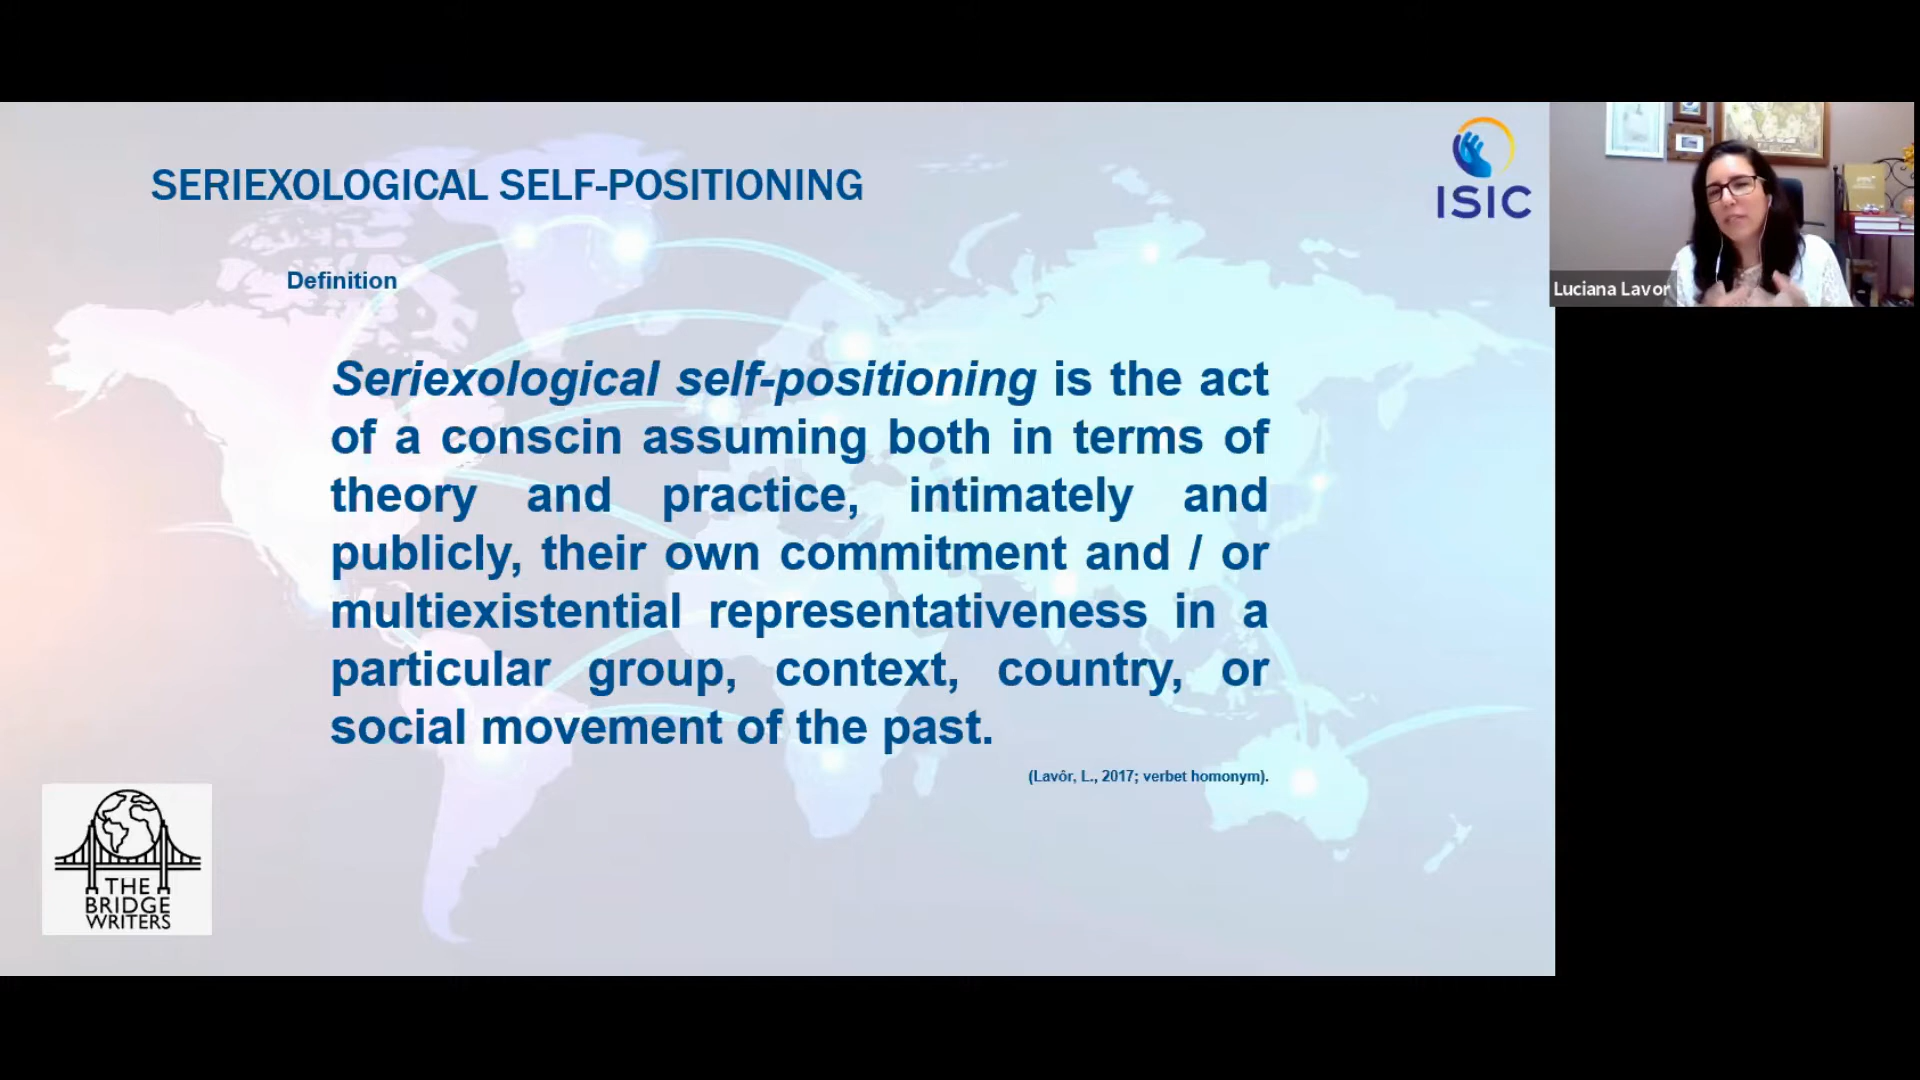 SERIEXOLOGICAL SELF-POSITIONING
ISIC
Luciana Lavor
Definition
Seriexological self-positioning is the act
of a conscin assuming both in terms of
theory and practice, intimately and
publicly, their own commitment and / or
multiexistential representativeness in a
particular group, context, country, or
social movement of the past.
(Lavôr, L., 2017; verbet homonym).
THE
BRIDGE
WRITERS